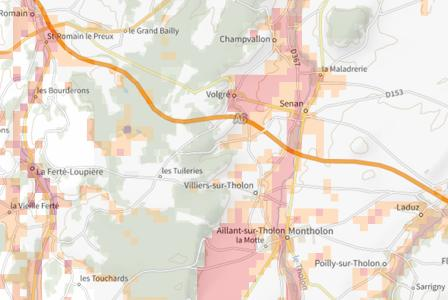 Romain
St-Romain le Preux
le Grand Bailly
Champvallon
D367
la Maladrerie
les Bourderons
Volgré
D153
Senan
A6
La Ferté-Loupière
les Tuileries
Villiers-sur-Tholon
la Vieille Ferté
Laduz
Aillant-sur-Tholon
Montholon
la Motte
le Tholon
Poilly-sur-Tholon
les Touchards
Sarrigny